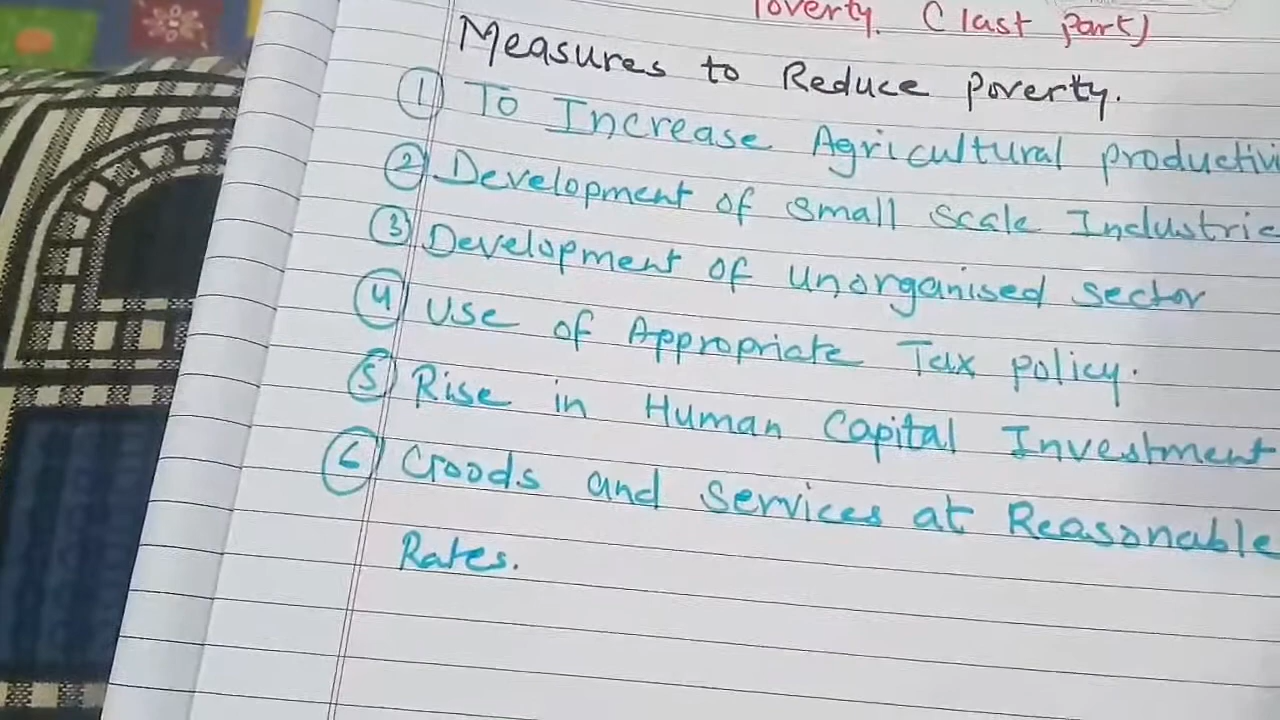 Poverty. (last part)
Measures to Reduce Poverty.
① To Increase Agricultural productivi
② Development of Small Scale Industrie
③ Development of Unorganised Sector
④ Use of Appropriate Tax policy.
⑤ Rise in Human Capital Investment
⑥ Goods and Services at Reasonable
Rates.